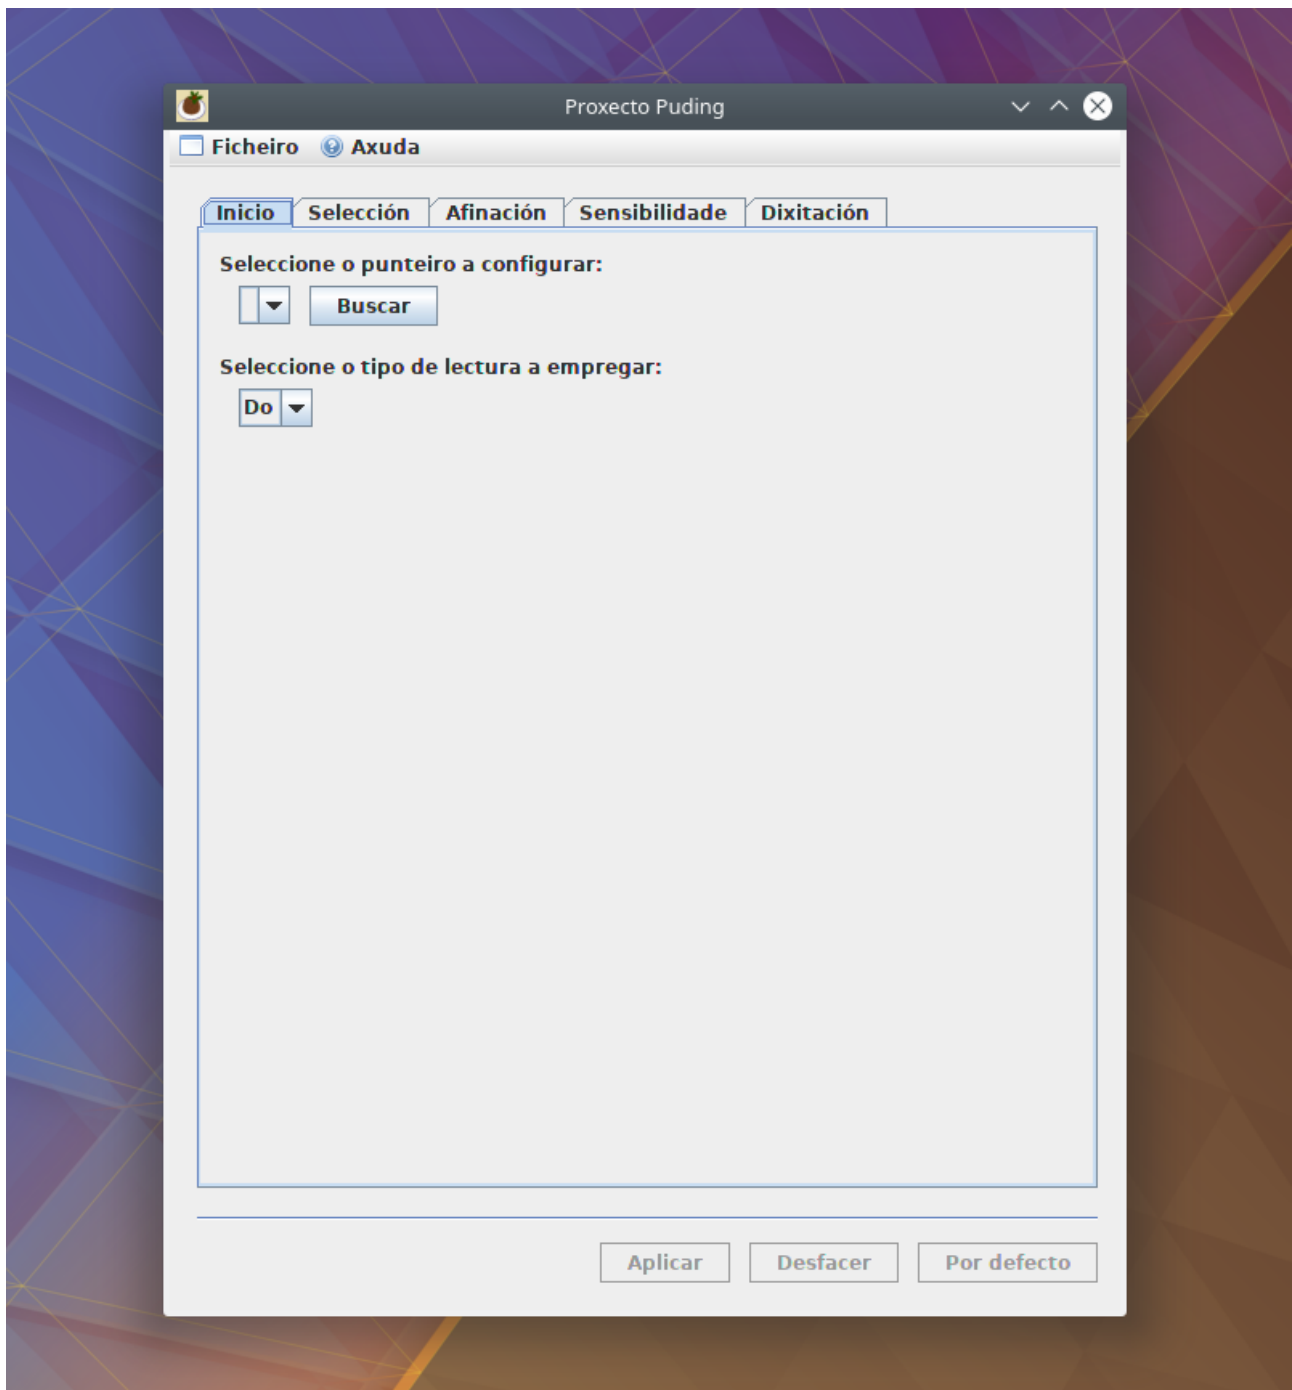 Proxecto Puding
Ficheiro Axuda
Inicio Selección Afinación Sensibilidade Dixitación
Seleccione o punteiro a configurar:
Buscar
Seleccione o tipo de lectura a empregar:
Do
Aplicar Desfacer Por defecto